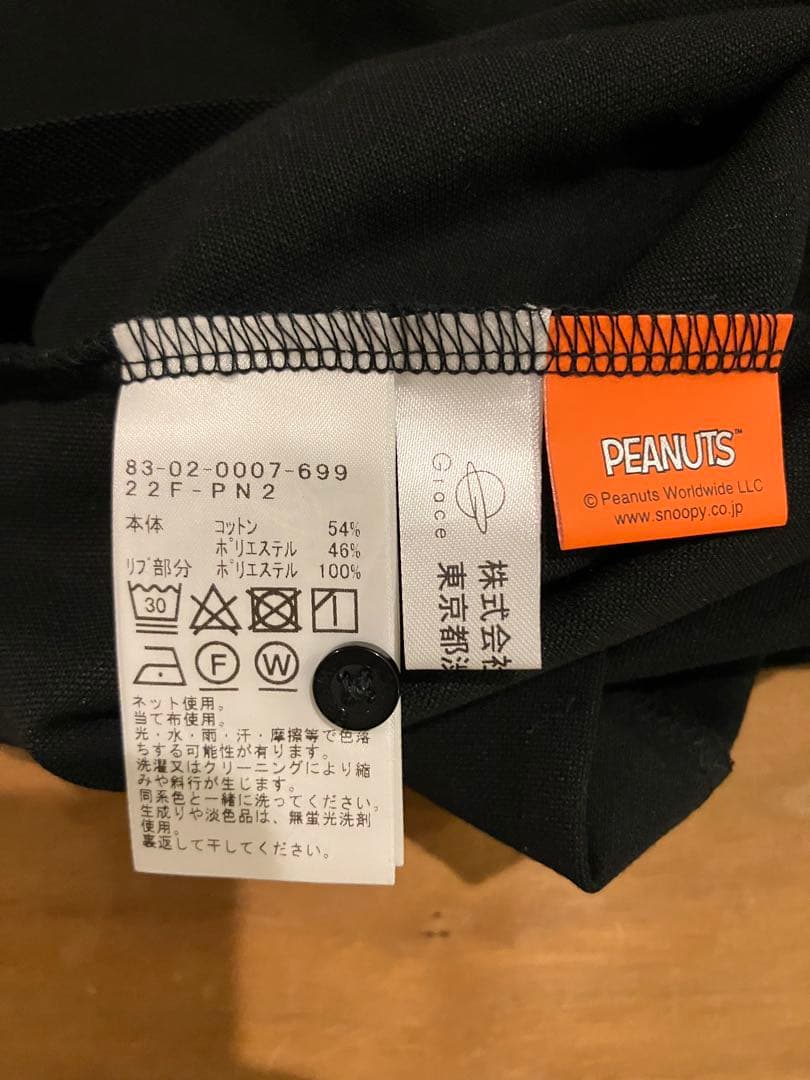 83-02-0007-699
22F-PN2
本体 コットン 54%
ポリエステル 46%
リブ部分 ポリエステル 100%
30
F W
ネット使用。
当て布使用。
光・水・雨・汗・摩擦等で色落
ちする可能性が有ります。
洗濯又はクリーニングにより縮
みや斜行が生じます。
同系色と一緒に洗ってください。
生成りや淡色品は、無蛍光洗剤
使用。
裏返して干してください。
Grace
株式会社
東京都渋
PEANUTS™
© Peanuts Worldwide LLC
www.snoopy.co.jp